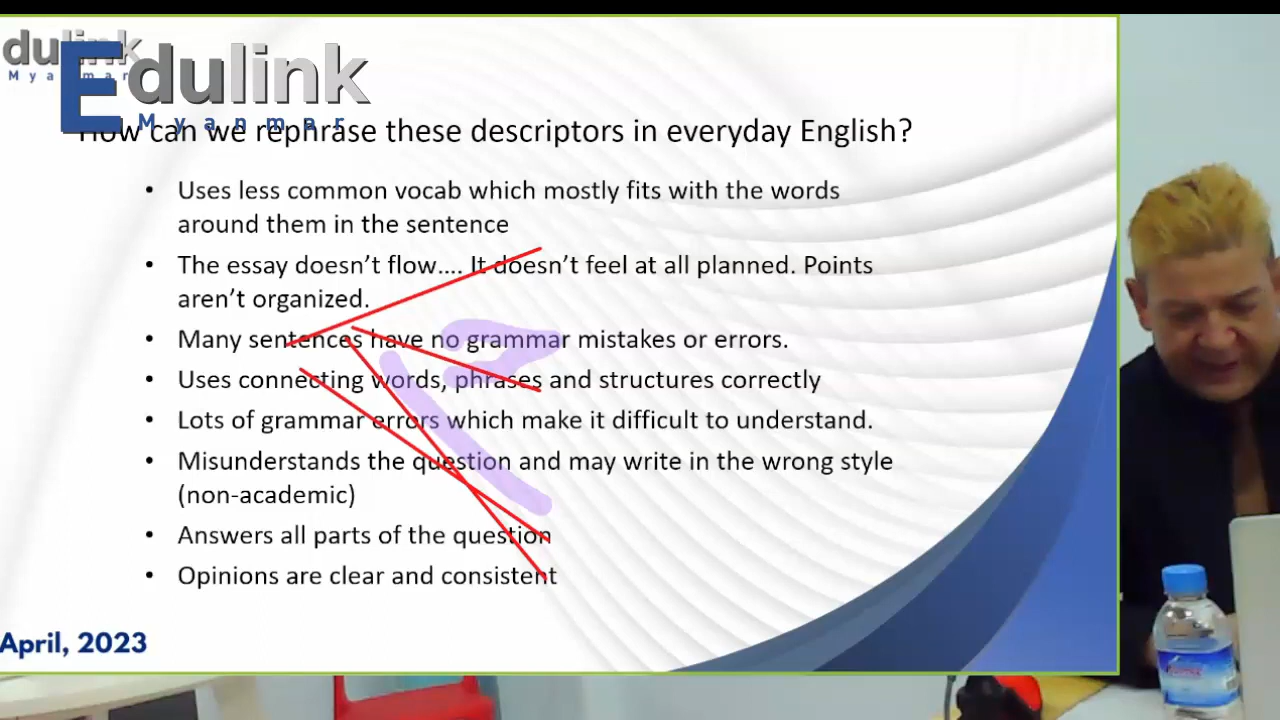 dulink
Myanmar
Edulink
Myanmar
How can we rephrase these descriptors in everyday English?
• Uses less common vocab which mostly fits with the words
around them in the sentence
• The essay doesn't flow.... It doesn't feel at all planned. Points
aren't organized.
• Many sentences have no grammar mistakes or errors.
• Uses connecting words, phrases and structures correctly
• Lots of grammar errors which make it difficult to understand.
• Misunderstands the question and may write in the wrong style
(non-academic)
• Answers all parts of the question
• Opinions are clear and consistent
April, 2023